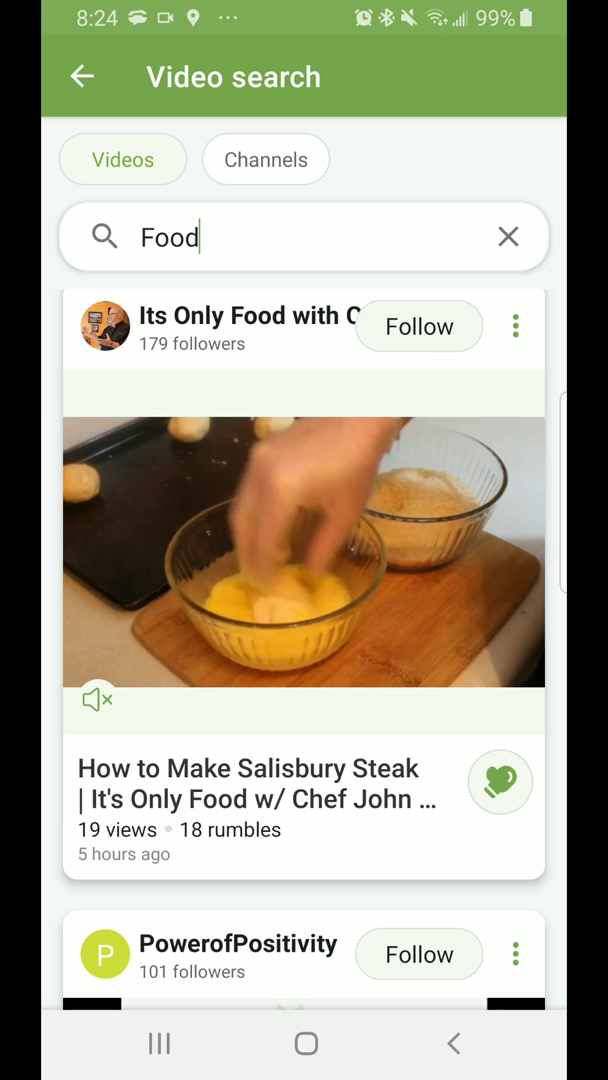 8:24
99%
Video search
Videos
Channels
Food
Its Only Food with C
Follow
179 followers
How to Make Salisbury Steak
| It's Only Food w/ Chef John ...
19 views • 18 rumbles
5 hours ago
P
PowerofPositivity
Follow
101 followers